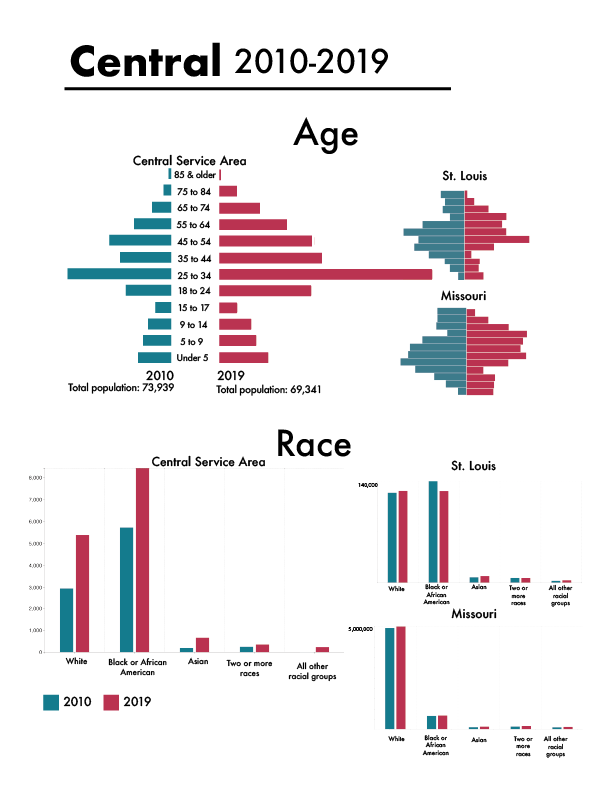 Central 2010-2019
Age
Central Service Area
85 & older
75 to 84
65 to 74
55 to 64
45 to 54
35 to 44
25 to 34
18 to 24
15 to 17
9 to 14
5 to 9
Under 5
2010
2019
Total population: 73,939
Total population: 69,341
St. Louis
Missouri
Race
Central Service Area
8,000
7,000
6,000
5,000
4,000
3,000
2,000
1,000
0
White
Black or African
American
Asian
Two or more
races
All other
racial groups
2010
2019
St. Louis
140,000
White
Black or
African
American
Asian
Two or
more
races
All other
racial
groups
Missouri
5,000,000
White
Black or
African
American
Asian
Two or
more
races
All other
racial
groups